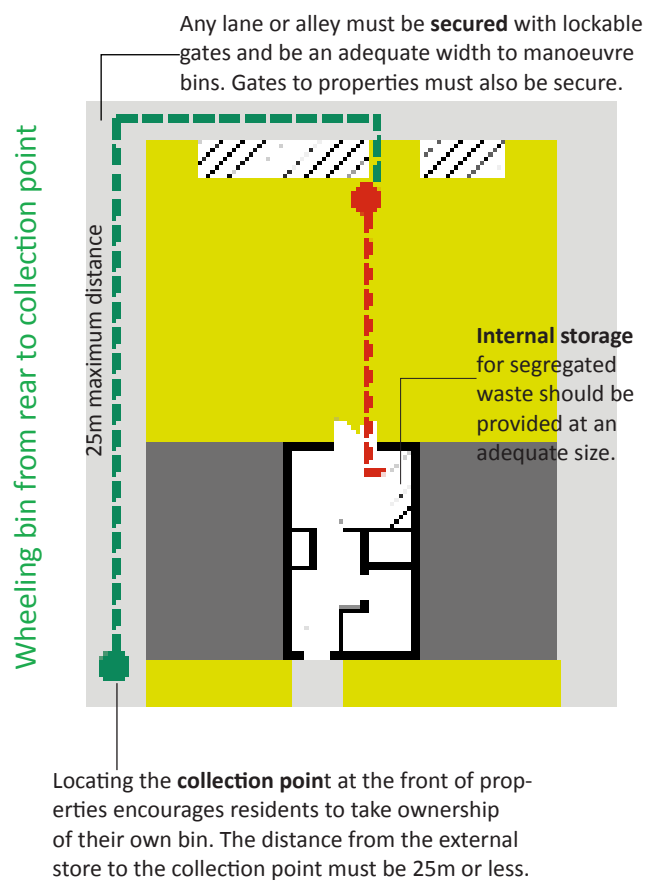 Any lane or alley must be secured with lockable
gates and be an adequate width to manoeuvre
bins. Gates to properties must also be secure.
Wheeling bin from rear to collection point
25m maximum distance
Internal storage
for segregated
waste should be
provided at an
adequate size.
Locating the collection point at the front of prop-
erties encourages residents to take ownership
of their own bin. The distance from the external
store to the collection point must be 25m or less.